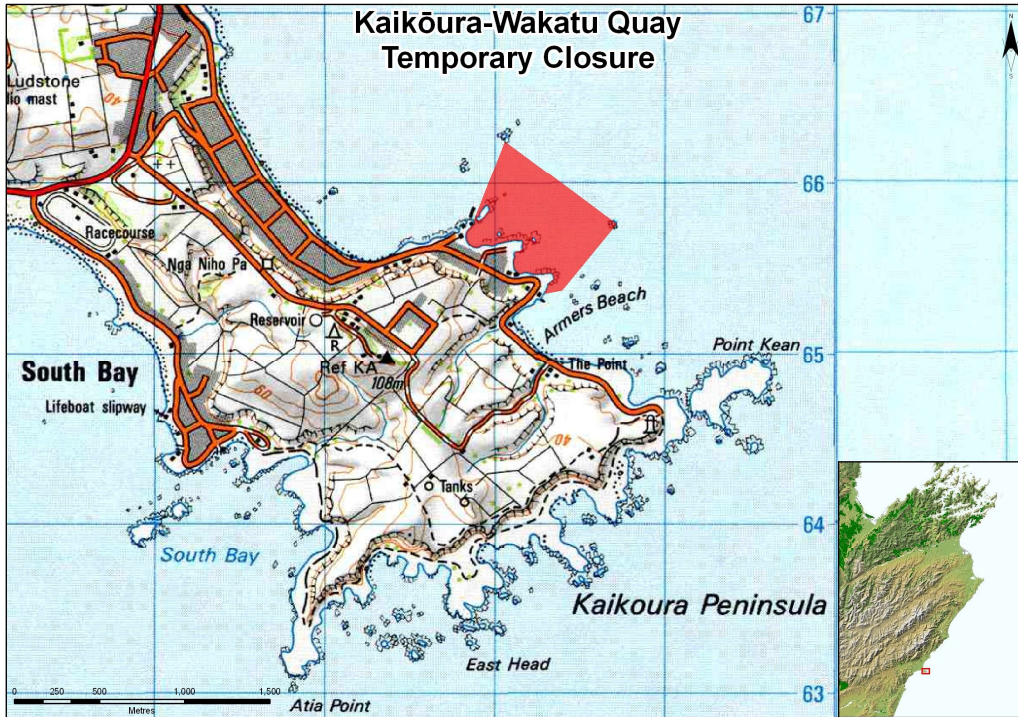 Kaikōura-Wakatu Quay
Temporary Closure
67
N
S
Ludstone
dio mast
40
66
Racecourse
Nga Niho Pa
Reservoir
R
Armers Beach
65
Point Kean
Ref KA
108m
The Point
South Bay
60
Lifeboat slipway
40
Tanks
64
South Bay
Kaikoura Peninsula
East Head
63
Atia Point
0 250 500 1,000 1,500
Metres